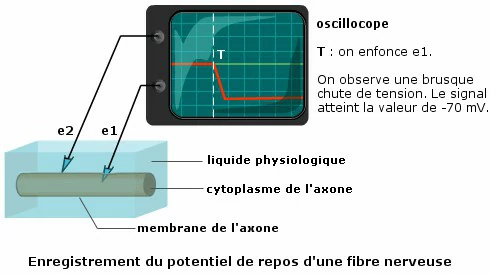 oscillocope
T : on enfonce e1.
On observe une brusque
chute de tension. Le signal
atteint la valeur de -70 mV.
T
e2
e1
liquide physiologique
cytoplasme de l'axone
membrane de l'axone
Enregistrement du potentiel de repos d'une fibre nerveuse